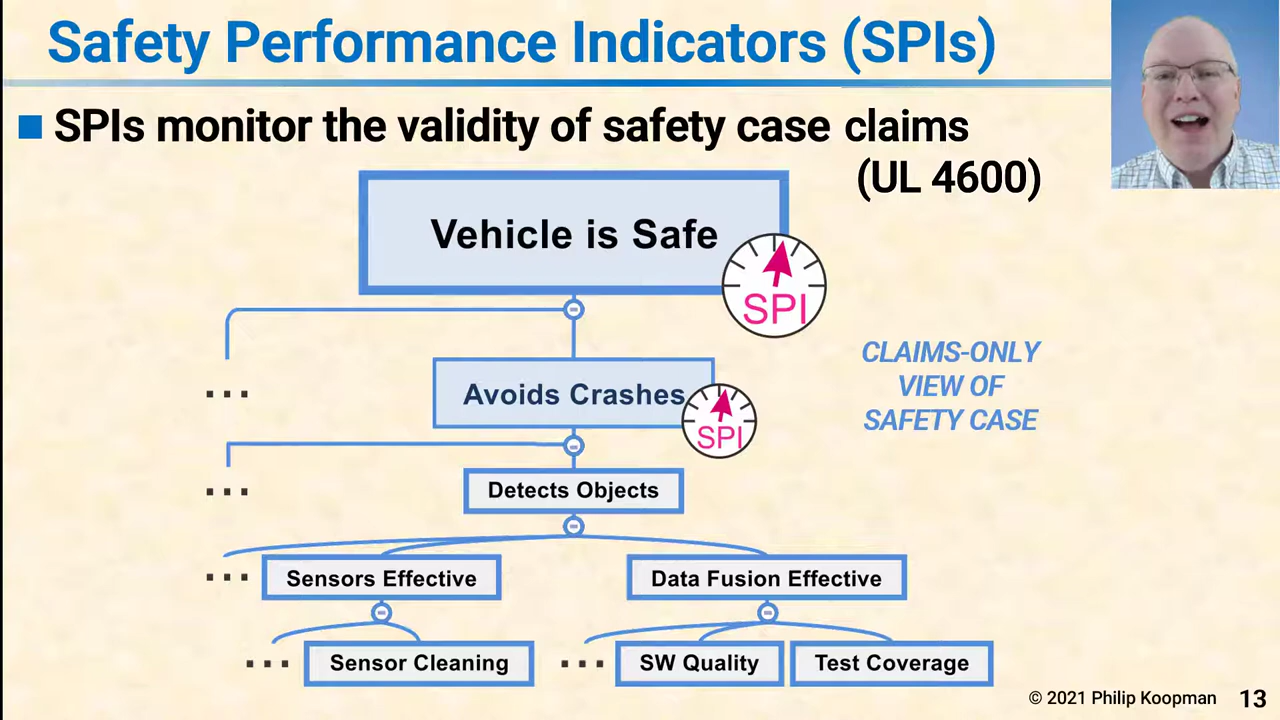 Safety Performance Indicators (SPIs)
SPIs monitor the validity of safety case claims
(UL 4600)
Vehicle is Safe
SPI
CLAIMS-ONLY
VIEW OF
SAFETY CASE
...
Avoids Crashes
SPI
...
Detects Objects
...
Sensors Effective
Data Fusion Effective
...
Sensor Cleaning
...
SW Quality
Test Coverage
© 2021 Philip Koopman 13